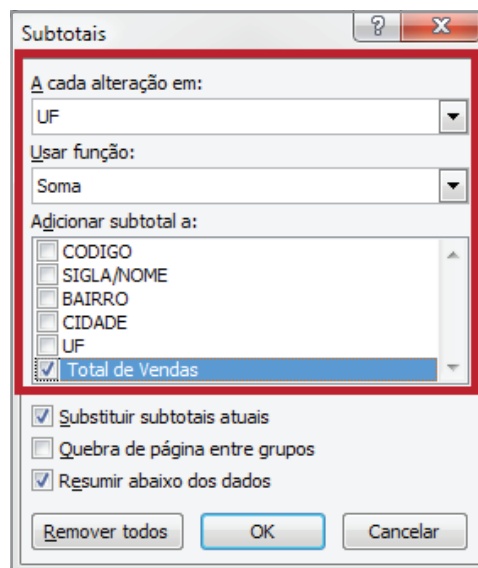 Subtotais
?
A cada alteração em:
UF
Usar função:
Soma
Adicionar subtotal a:
CODIGO
SIGLA/NOME
BAIRRO
CIDADE
UF
Total de Vendas
Substituir subtotais atuais
Quebra de página entre grupos
Resumir abaixo dos dados
Remover todos
OK
Cancelar